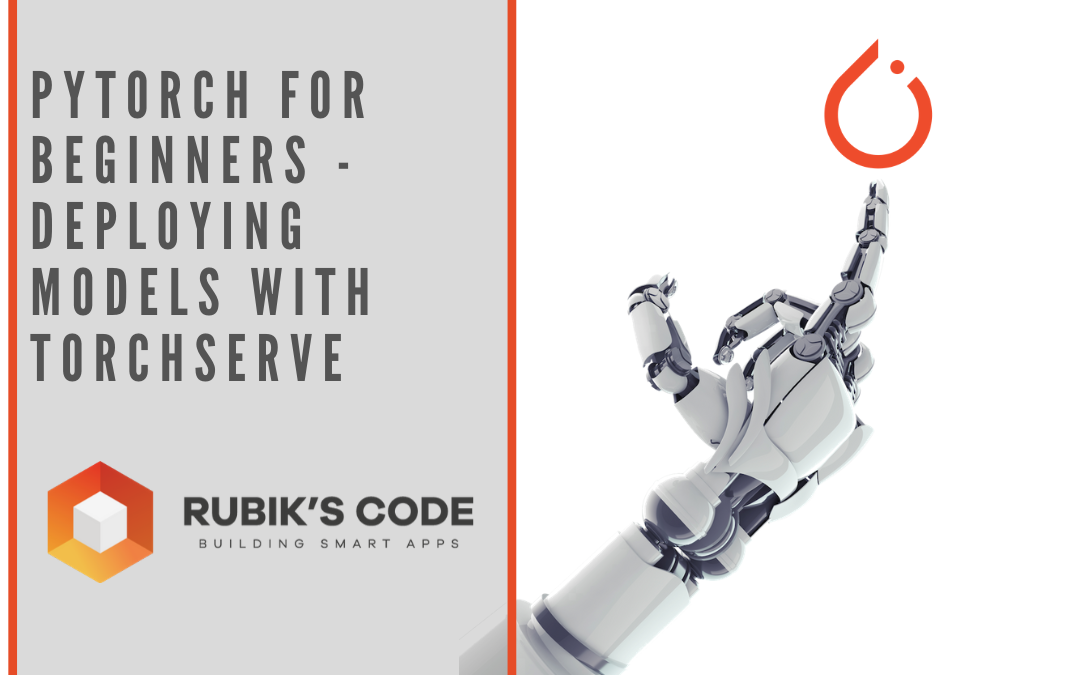 PYTORCH FOR
BEGINNERS -
DEPLOYING
MODELS WITH
TORCHSERVE
RUBIK'S CODE
BUILDING SMART APPS